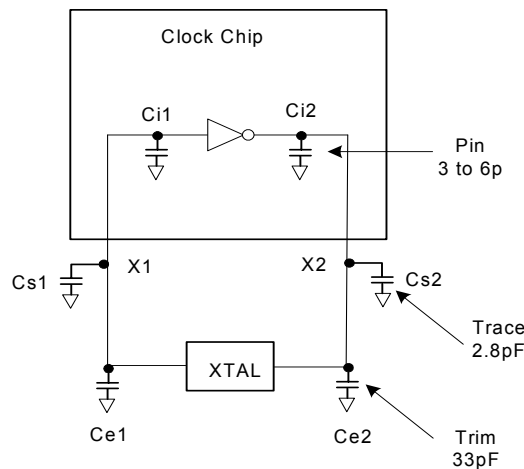 Clock Chip
Ci1
Ci2
Pin
3 to 6p
Cs1
X1
X2
Cs2
Trace
2.8pF
XTAL
Ce1
Ce2
Trim
33pF